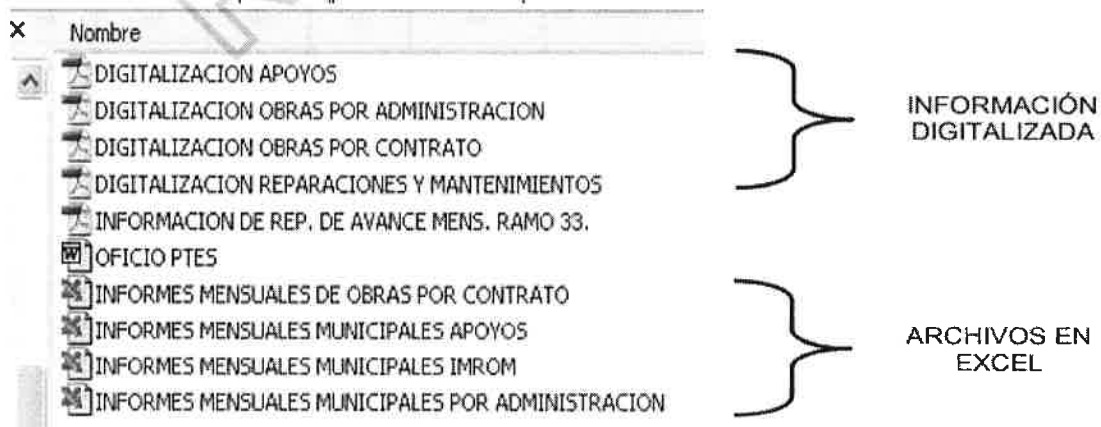 Nombre
DIGITALIZACION APOYOS
DIGITALIZACION OBRAS POR ADMINISTRACION
DIGITALIZACION OBRAS POR CONTRATO
DIGITALIZACION REPARACIONES Y MANTENIMIENTOS
INFORMACION DE REP. DE AVANCE MENS. RAMO 33.
OFICIO PTES
INFORMES MENSUALES DE OBRAS POR CONTRATO
INFORMES MENSUALES MUNICIPALES APOYOS
INFORMES MENSUALES MUNICIPALES IMROM
INFORMES MENSUALES MUNICIPALES POR ADMINISTRACION
INFORMACIÓN
DIGITALIZADA
ARCHIVOS EN
EXCEL